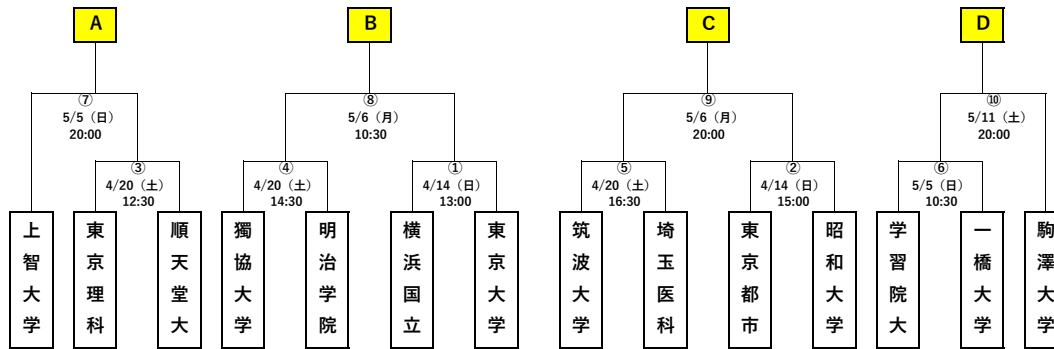 A
B
C
D
⑦
5/5（日）
20:00
⑧
5/6（月）
10:30
⑨
5/6（月）
20:00
⑩
5/11（土）
20:00
③
4/20（土）
12:30
④
4/20（土）
14:30
①
4/14（日）
13:00
⑤
4/20（土）
16:30
②
4/14（日）
15:00
⑥
5/5（日）
10:30
上智大学
東京理科
順天堂大
獨協大学
明治学院
横浜国立
東京大学
筑波大学
埼玉医科
東京都市
昭和大学
学習院大
一橋大学
駒澤大学